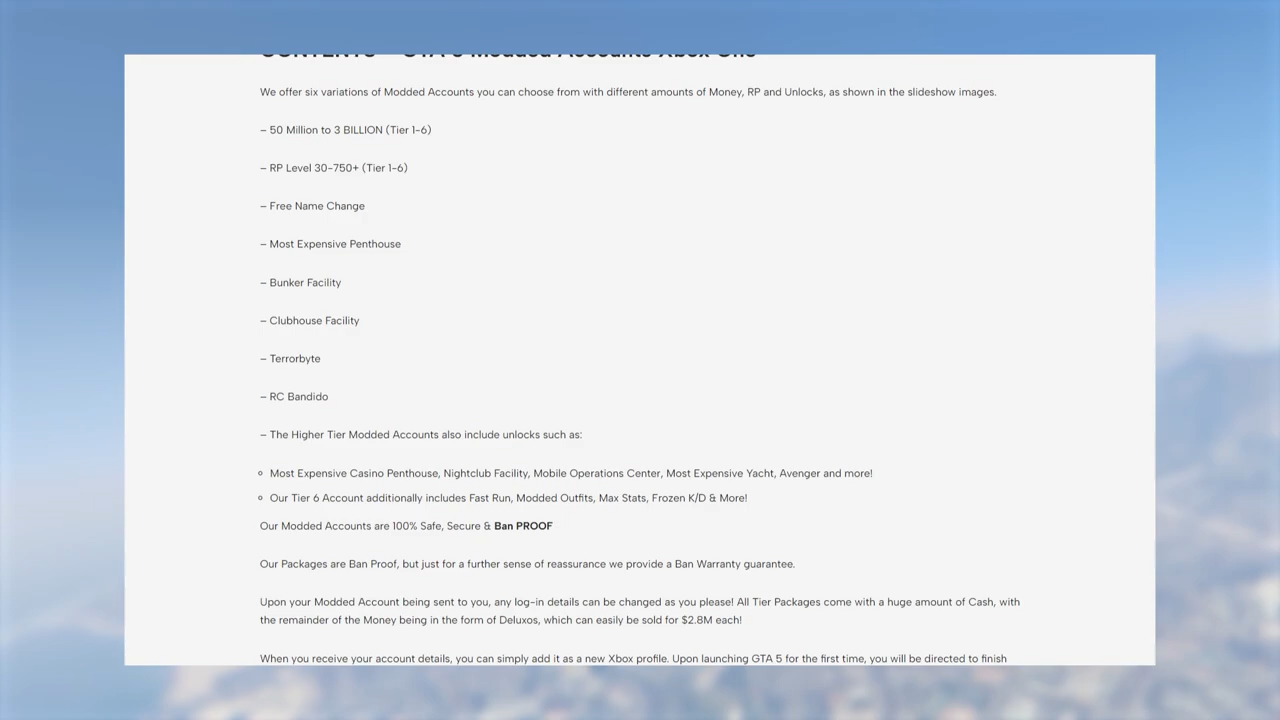 CONTENTS – GTA 5 Modded Accounts Xbox One
We offer six variations of Modded Accounts you can choose from with different amounts of Money, RP and Unlocks, as shown in the slideshow images.
– 50 Million to 3 BILLION (Tier 1-6)
– RP Level 30-750+ (Tier 1-6)
– Free Name Change
– Most Expensive Penthouse
– Bunker Facility
– Clubhouse Facility
– Terrorbyte
– RC Bandido
– The Higher Tier Modded Accounts also include unlocks such as:
Most Expensive Casino Penthouse, Nightclub Facility, Mobile Operations Center, Most Expensive Yacht, Avenger and more!
Our Tier 6 Account additionally includes Fast Run, Modded Outfits, Max Stats, Frozen K/D & More!
Our Modded Accounts are 100% Safe, Secure & Ban PROOF
Our Packages are Ban Proof, but just for a further sense of reassurance we provide a Ban Warranty guarantee.
Upon your Modded Account being sent to you, any log-in details can be changed as you please! All Tier Packages come with a huge amount of Cash, with
the remainder of the Money being in the form of Deluxos, which can easily be sold for $2.8M each!
When you receive your account details, you can simply add it as a new Xbox profile. Upon launching GTA 5 for the first time, you will be directed to finish